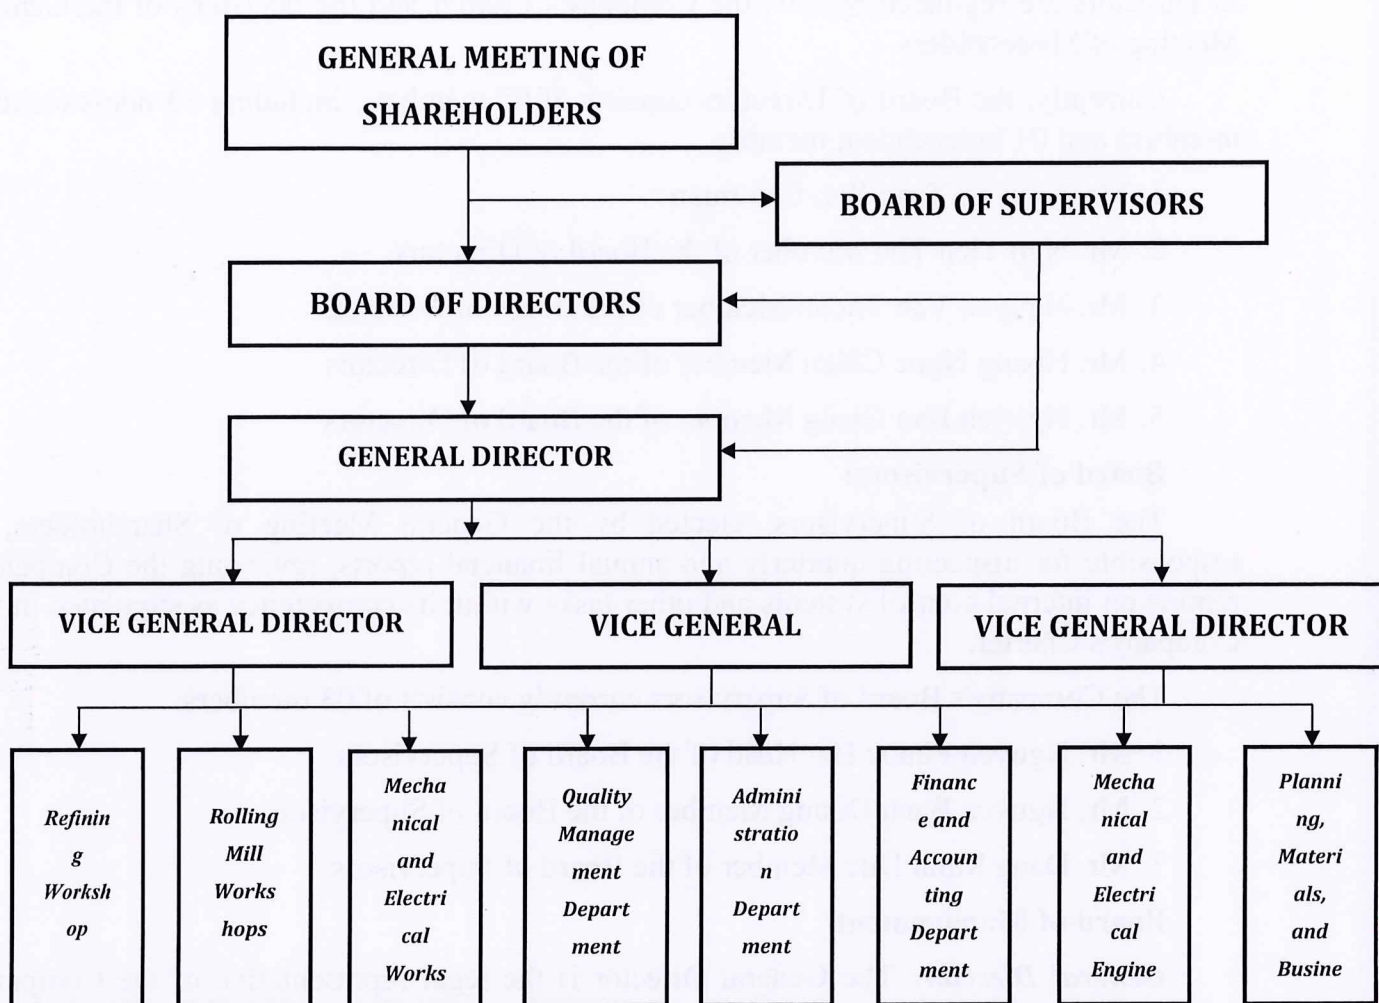 GENERAL MEETING OF
SHAREHOLDERS
BOARD OF SUPERVISORS
BOARD OF DIRECTORS
GENERAL DIRECTOR
VICE GENERAL DIRECTOR
VICE GENERAL
VICE GENERAL DIRECTOR
Refinin
g
Worksh
op
Rolling
Mill
Works
hops
Mecha
nical
and
Electri
cal
Works
Quality
Manage
ment
Depart
ment
Admini
stratio
n
Depart
ment
Financ
e and
Accoun
ting
Depart
ment
Mecha
nical
and
Electri
cal
Engine
Planni
ng,
Materi
als,
and
Busine